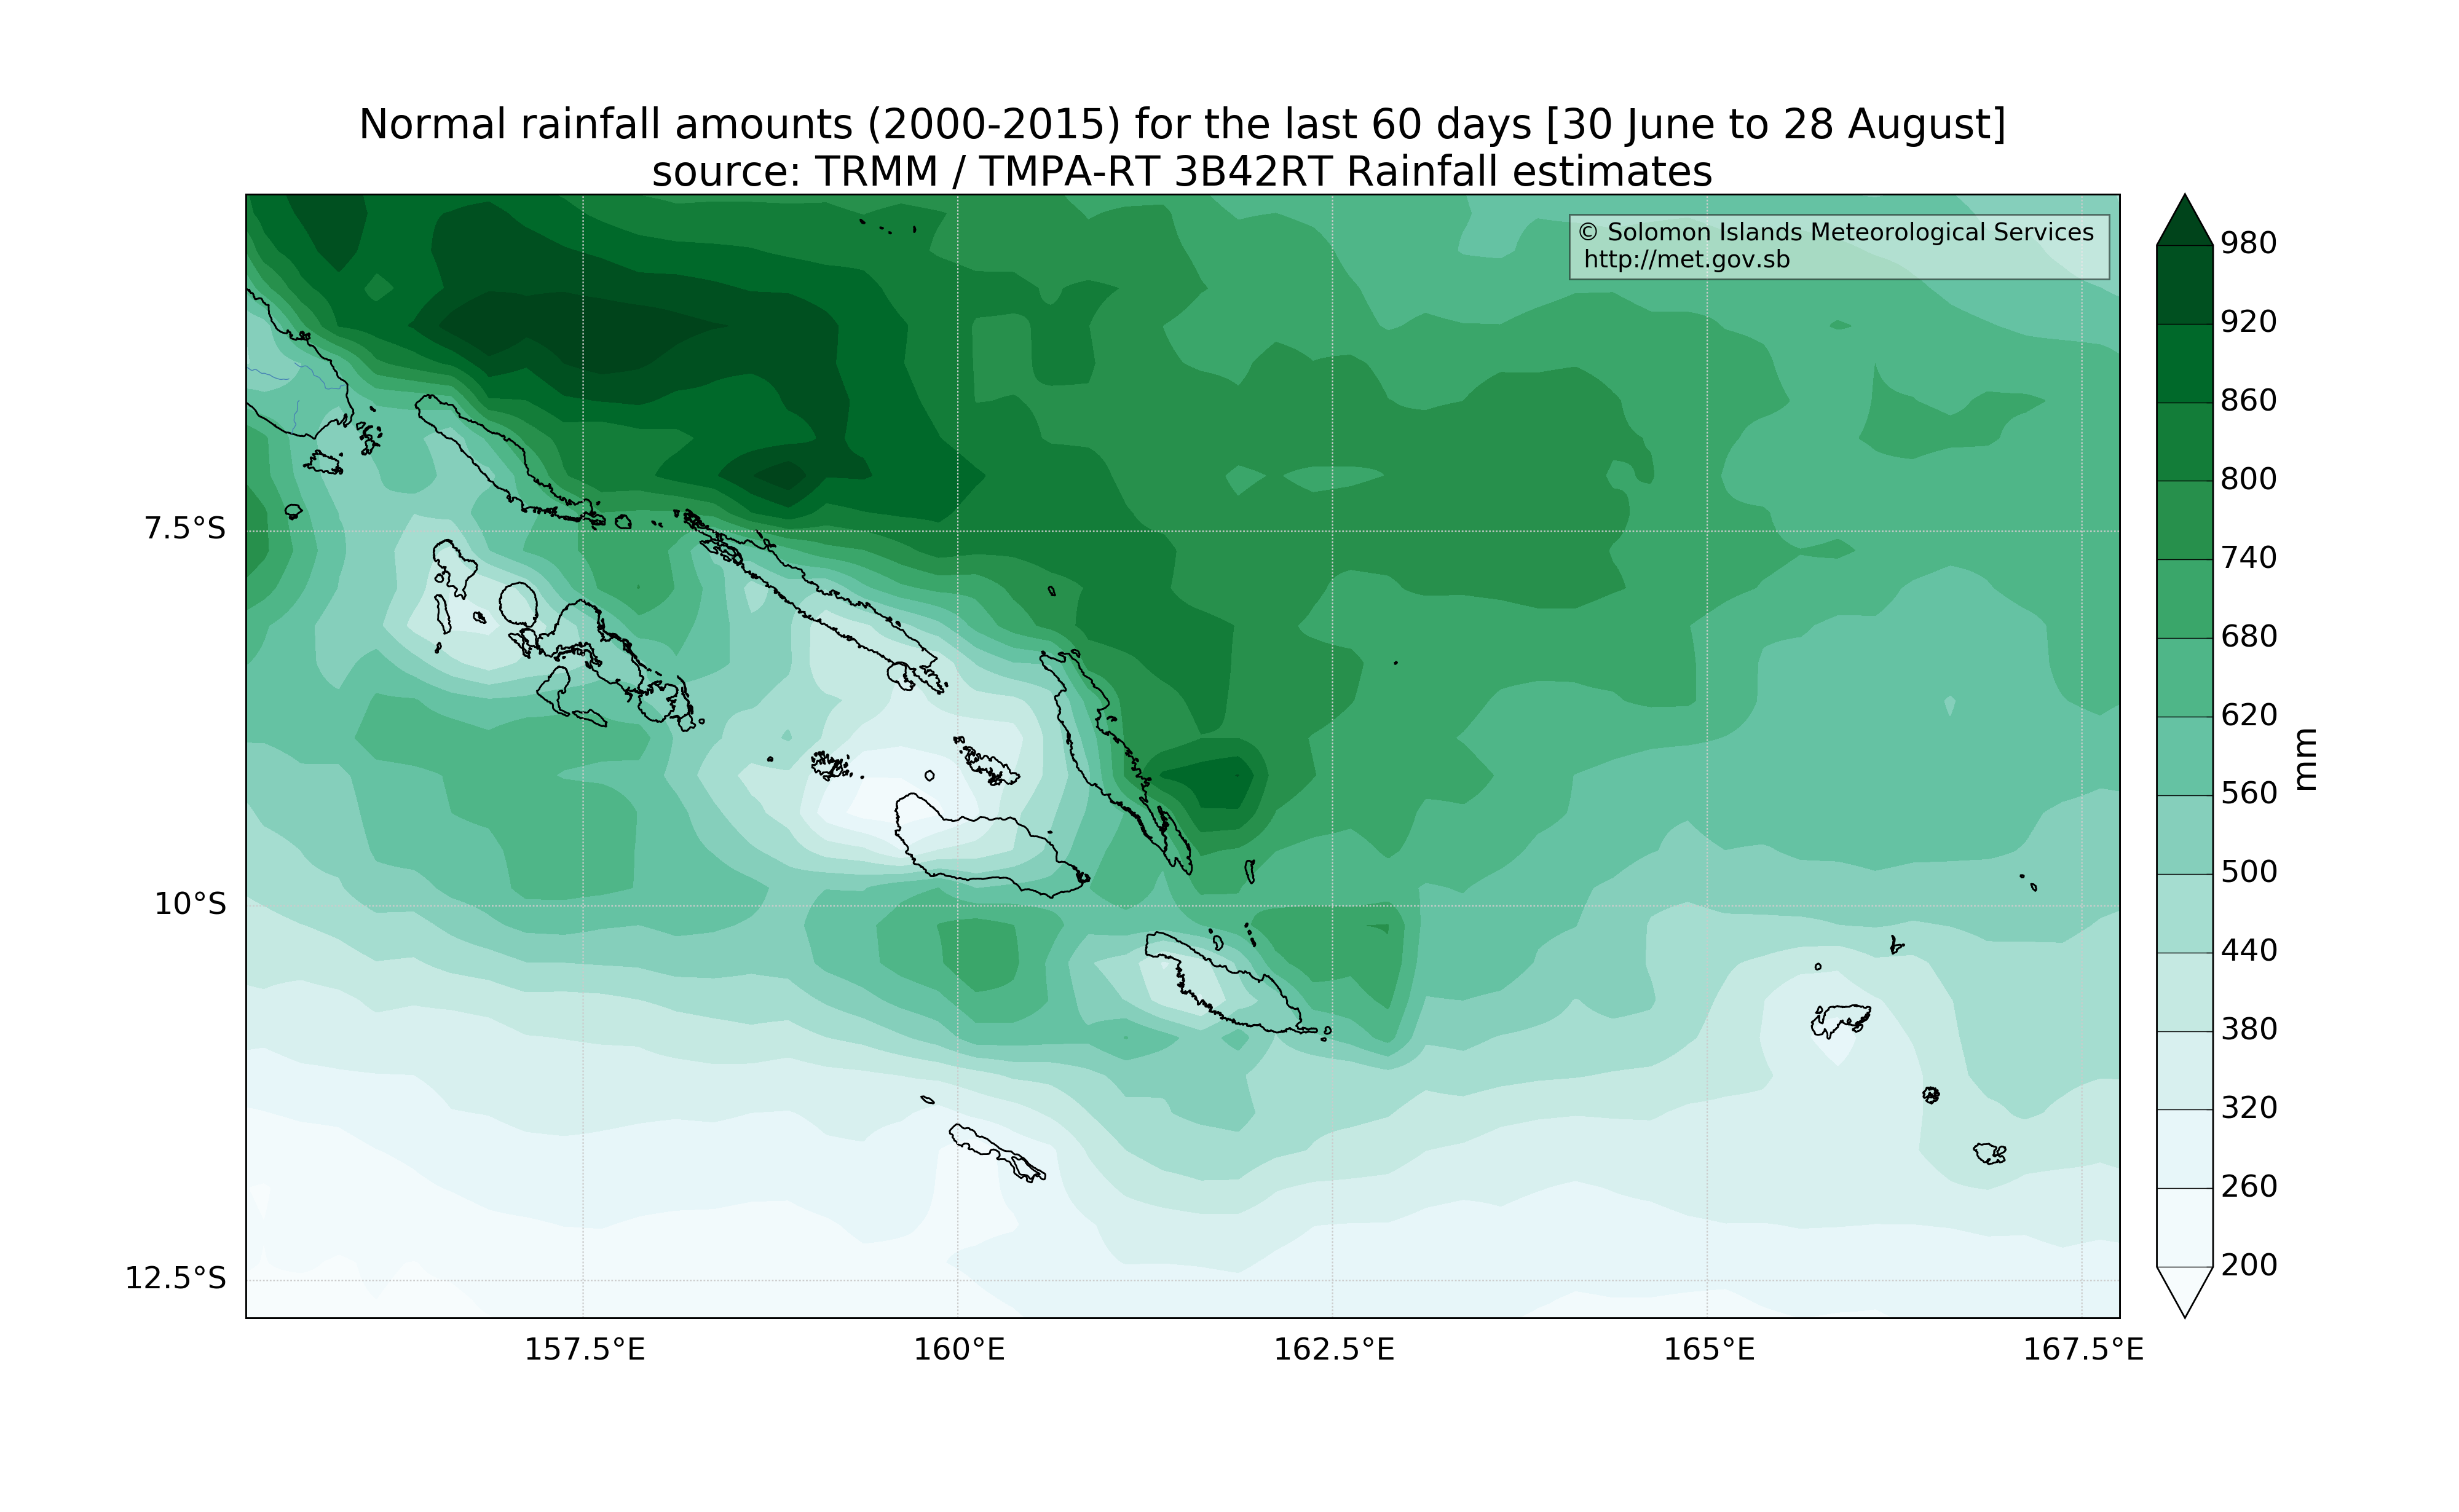 Normal rainfall amounts (2000-2015) for the last 60 days [30 June to 28 August]
source: TRMM / TMPA-RT 3B42RT Rainfall estimates
© Solomon Islands Meteorological Services
http://met.gov.sb
980
920
860
800
740
680
620
560
500
440
380
320
260
200
mm
7.5°S
10°S
12.5°S
157.5°E
160°E
162.5°E
165°E
167.5°E